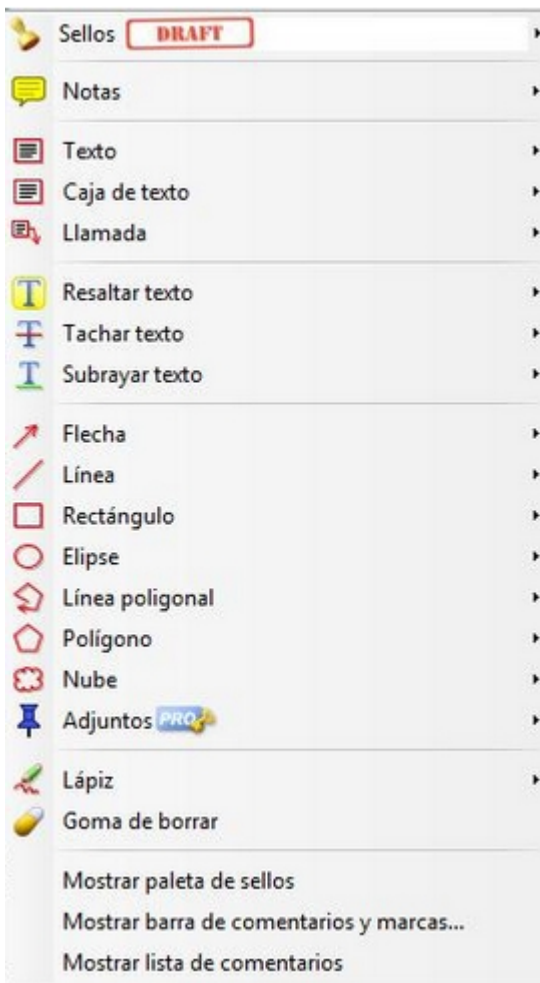 Sellos DRAFT
Notas
Texto
Caja de texto
Llamada
T Resaltar texto
T Tachar texto
T Subrayar texto
Flecha
Línea
Rectángulo
Elipse
Línea poligonal
Polígono
Nube
Adjuntos PRO
Lápiz
Goma de borrar
Mostrar paleta de sellos
Mostrar barra de comentarios y marcas...
Mostrar lista de comentarios